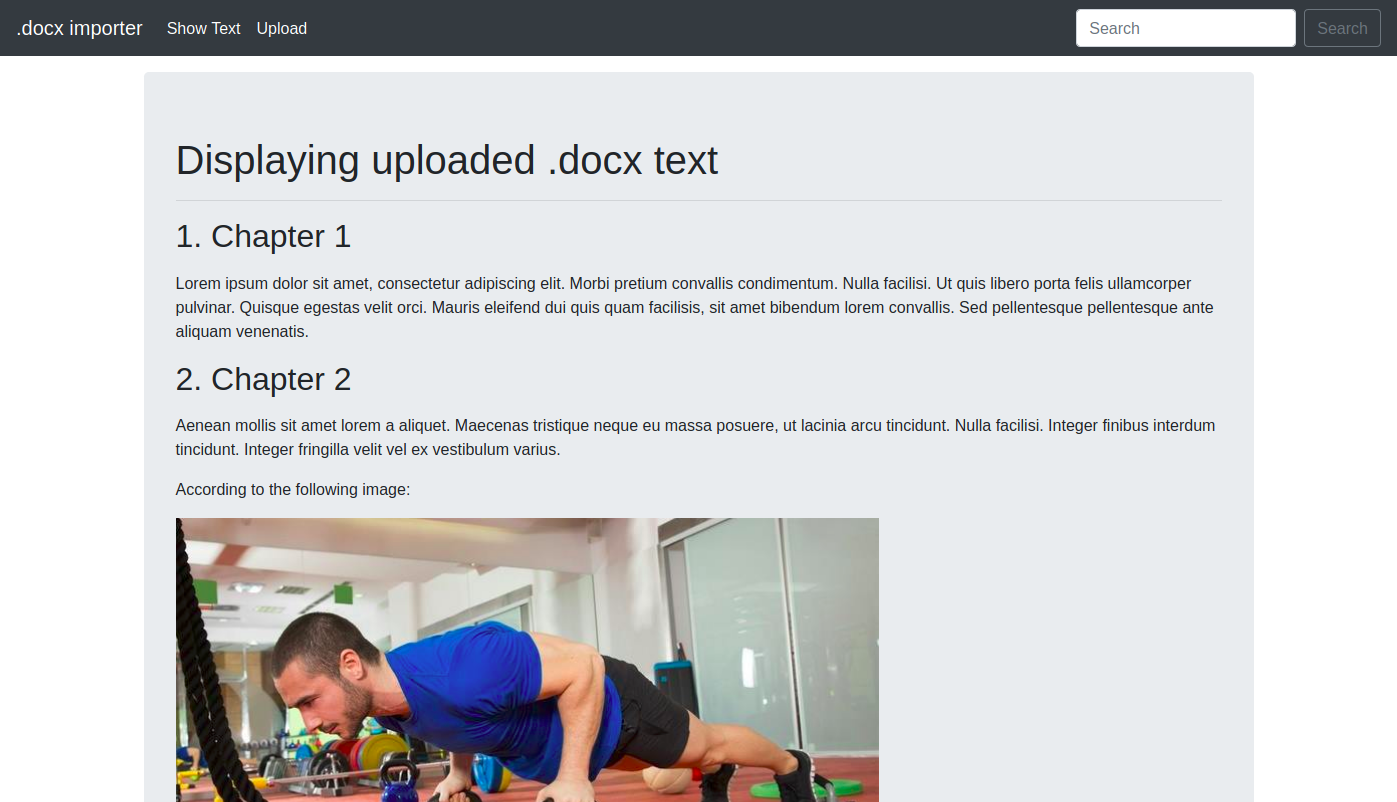 .docx importer Show Text Upload Search Search
Displaying uploaded .docx text
1. Chapter 1
Lorem ipsum dolor sit amet, consectetur adipiscing elit. Morbi pretium convallis condimentum. Nulla facilisi. Ut quis libero porta felis ullamcorper
pulvinar. Quisque egestas velit orci. Mauris eleifend dui quis quam facilisis, sit amet bibendum lorem convallis. Sed pellentesque pellentesque ante
aliquam venenatis.
2. Chapter 2
Aenean mollis sit amet lorem a aliquet. Maecenas tristique neque eu massa posuere, ut lacinia arcu tincidunt. Nulla facilisi. Integer finibus interdum
tincidunt. Integer fringilla velit vel ex vestibulum varius.
According to the following image: